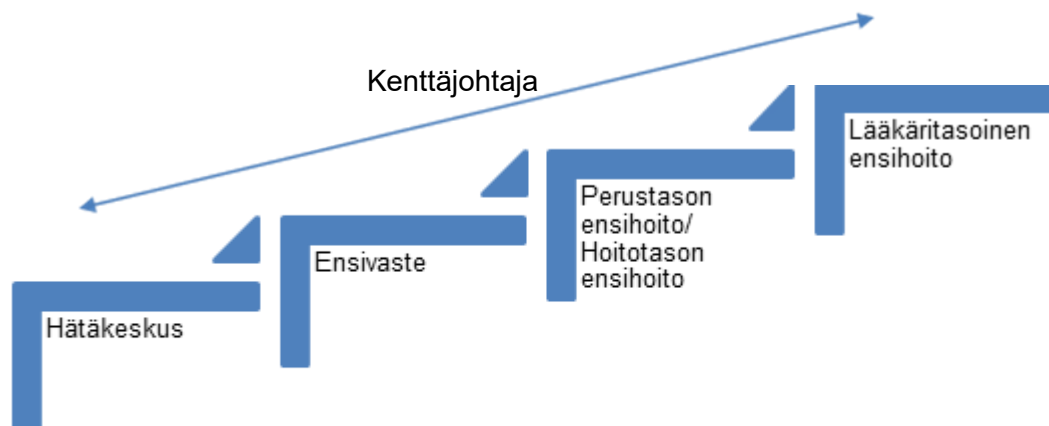 Kenttäjohtaja
Hätäkeskus
Ensivaste
Perustason
ensihoito/
Hoitotason
ensihoito
Lääkäritasoinen
ensihoito